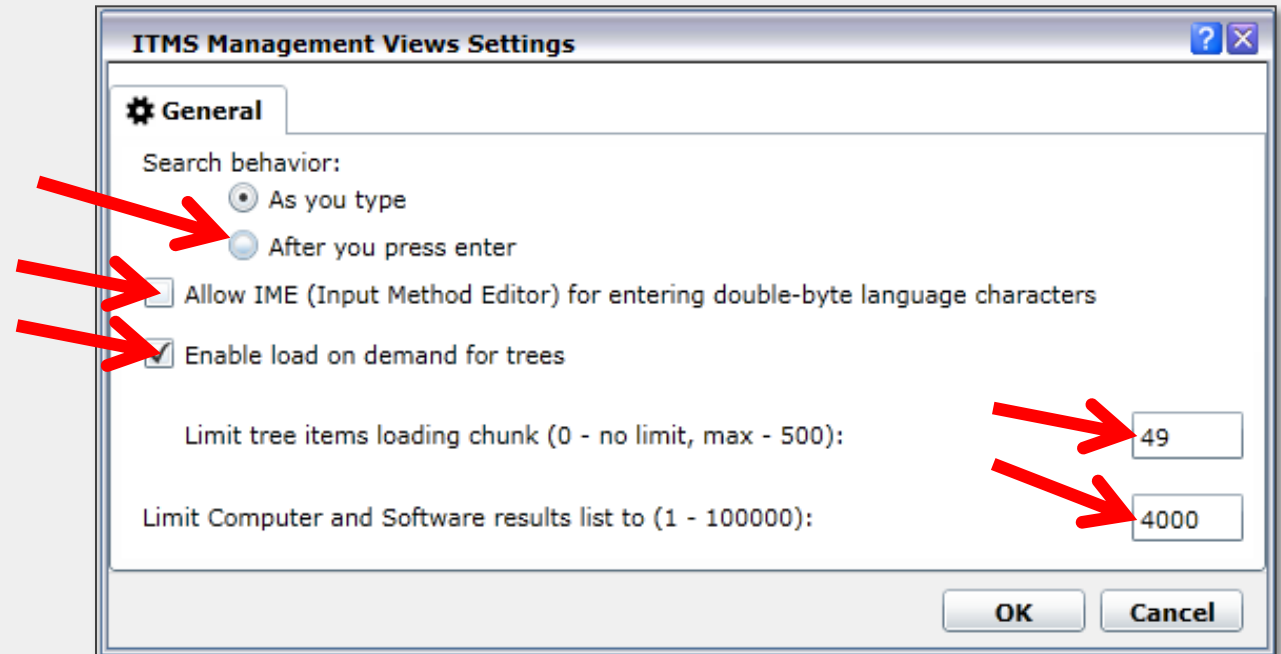 ITMS Management Views Settings
?
General
Search behavior:
As you type
After you press enter
Allow IME (Input Method Editor) for entering double-byte language characters
Enable load on demand for trees
Limit tree items loading chunk (0 - no limit, max - 500):
49
Limit Computer and Software results list to (1 - 100000):
4000
OK
Cancel